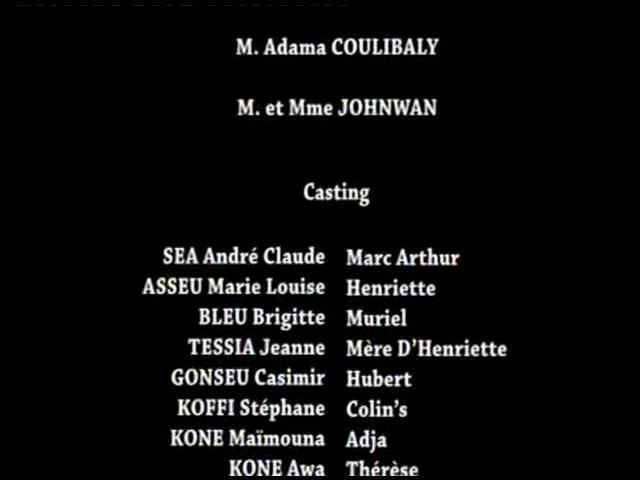 M. Adama COULIBALY
M. et Mme JOHNWAN
Casting
SEA André Claude Marc Arthur
ASSEU Marie Louise Henriette
BLEU Brigitte Muriel
TESSIA Jeanne Mère D'Henriette
GONSEU Casimir Hubert
KOFFI Stéphane Colin's
KONE Maïmouna Adja
KONE Awa Thérèse